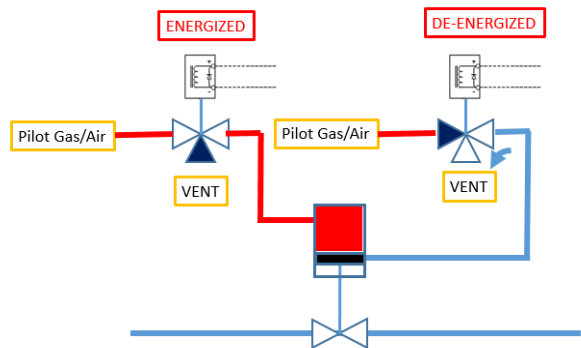 ENERGIZED
DE-ENERGIZED
Pilot Gas/Air
Pilot Gas/Air
VENT
VENT